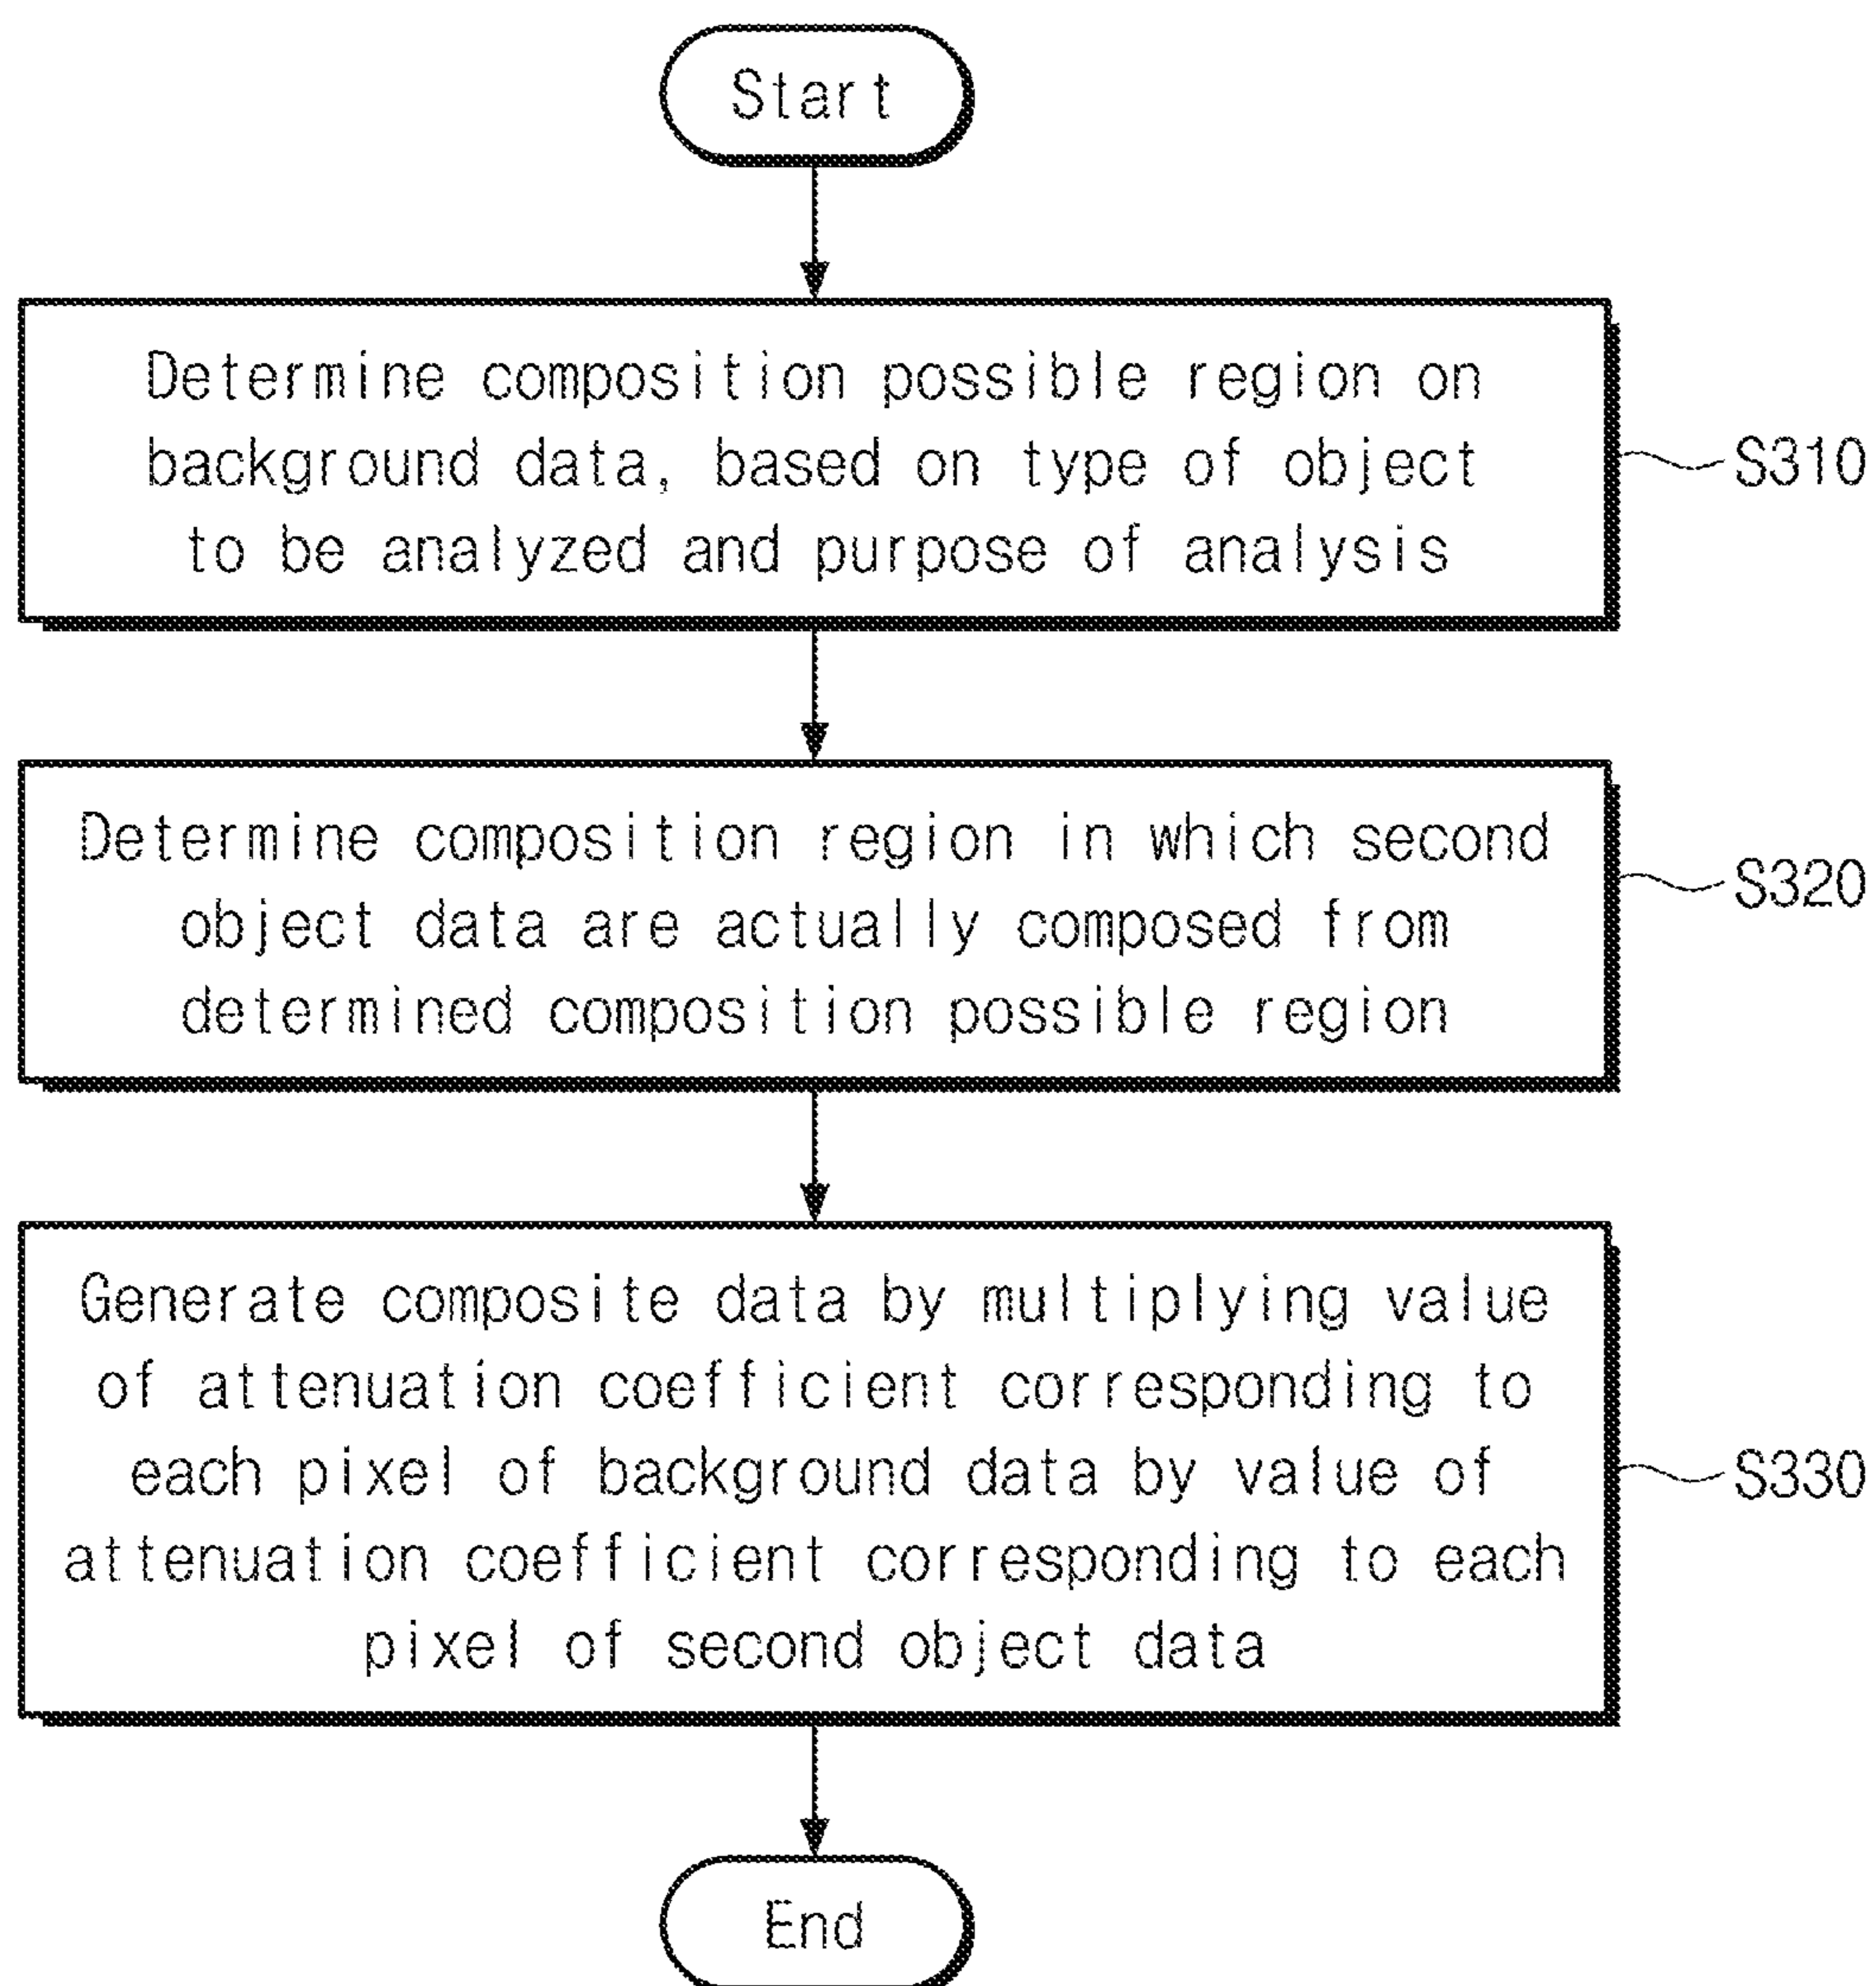 Start
Determine composition possible region on
background data, based on type of object
to be analyzed and purpose of analysis
S310
Determine composition region in which second
object data are actually composed from
determined composition possible region
S320
Generate composite data by multiplying value
of attenuation coefficient corresponding to
each pixel of background data by value of
attenuation coefficient corresponding to each
pixel of second object data
S330
End